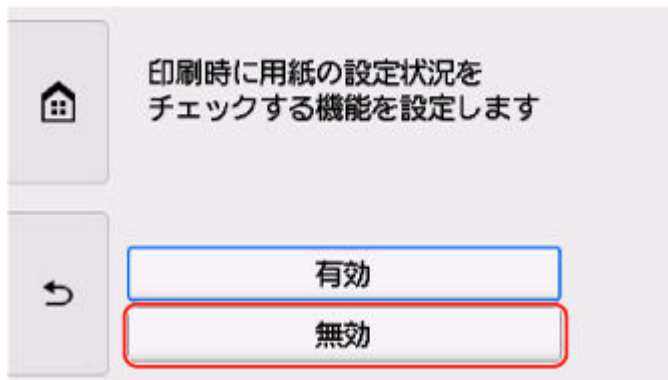 印刷時に用紙の設定状況を
チェックする機能を設定します
有効
無効